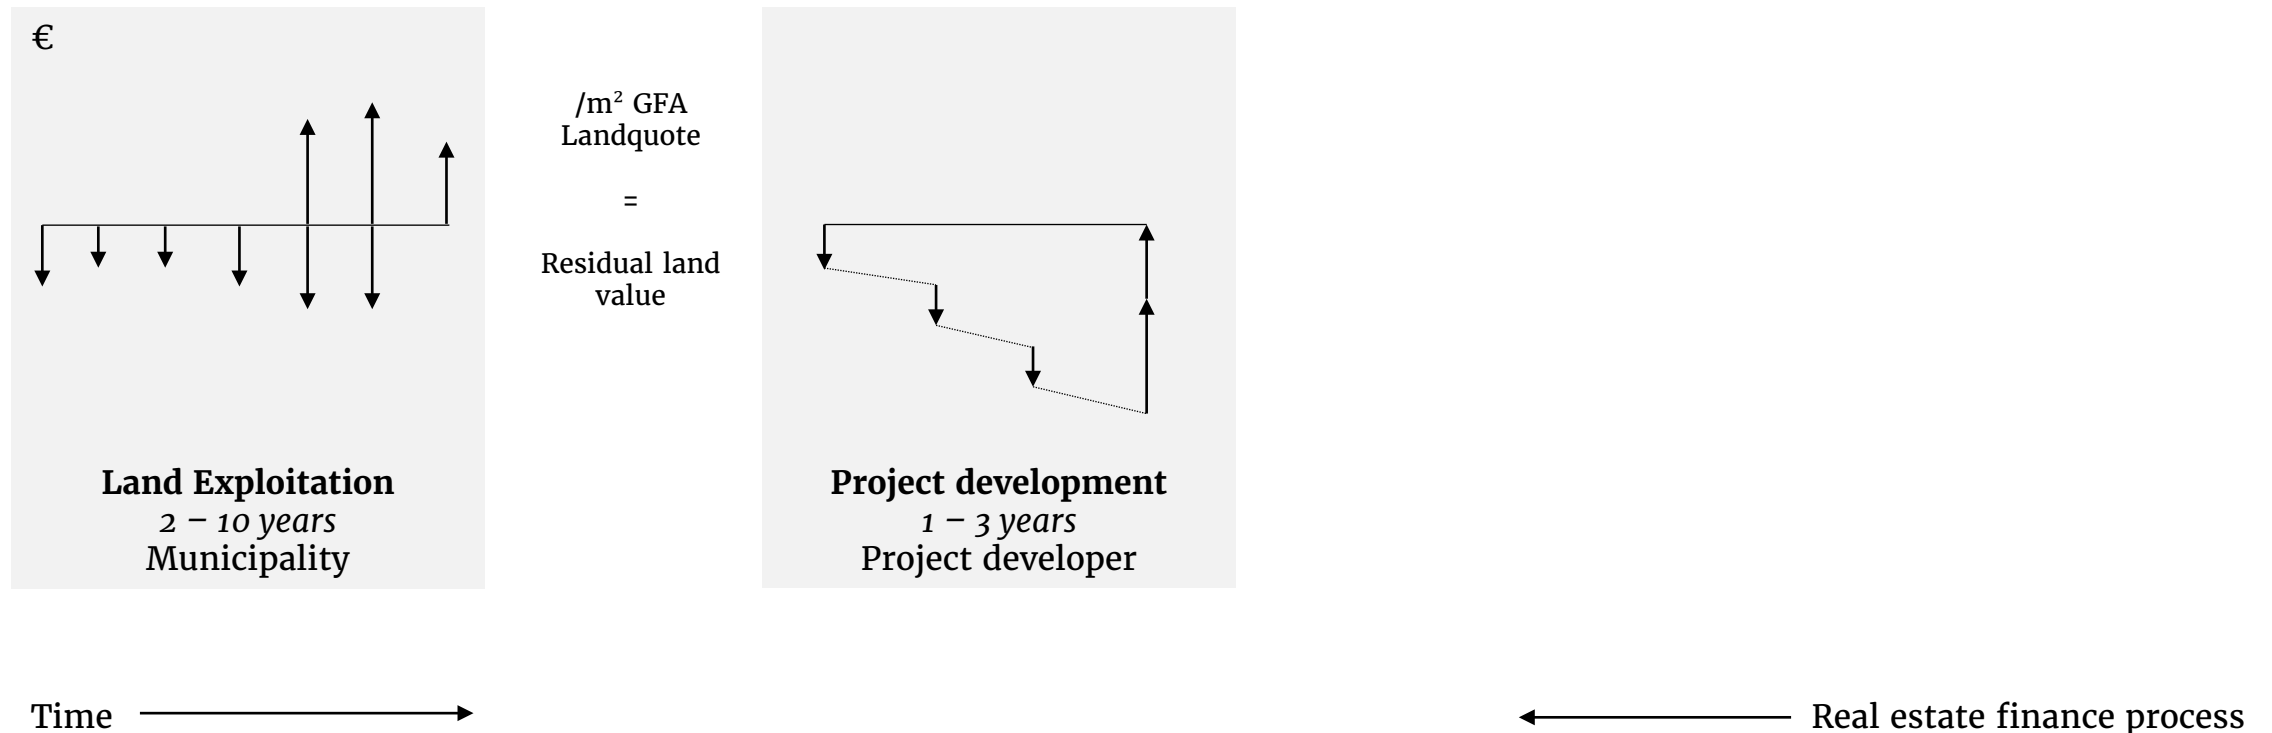 €
/m² GFA
Landquote
=
Residual land
value
Land Exploitation
2 – 10 years
Municipality
Project development
1 – 3 years
Project developer
Time
Real estate finance process